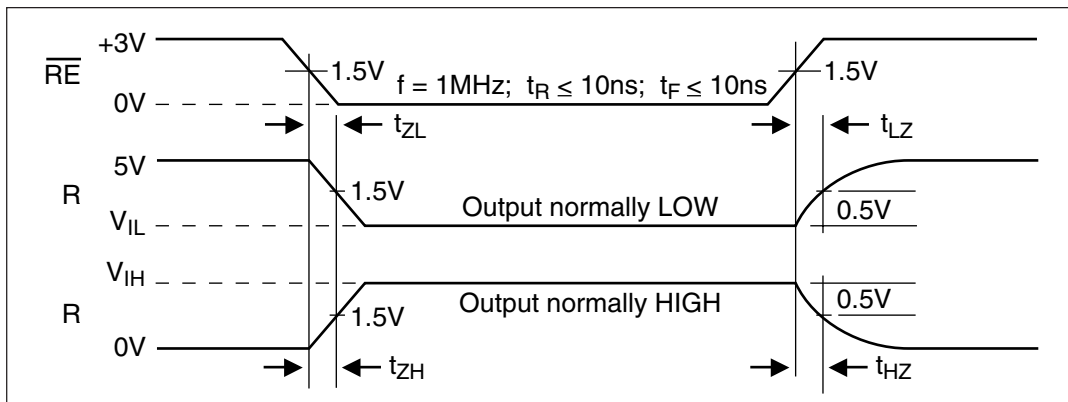 +3V
R̅E̅
1.5V
f = 1MHz; tR ≤ 10ns; tF ≤ 10ns
1.5V
0V
tZL
tLZ
5V
R
1.5V
Output normally LOW
0.5V
VIL
VIH
R
1.5V
Output normally HIGH
0.5V
0V
tZH
tHZ